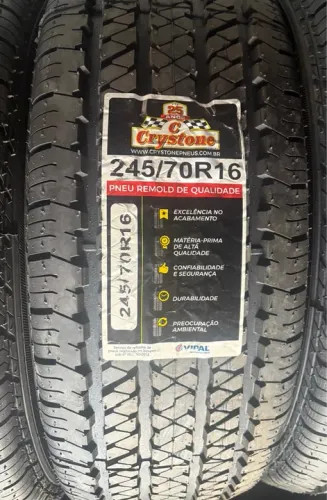 ANOS
C
Crystone
WWW.CRYSTONEPNEUS.COM.BR
245/70R16
PNEU REMOLD DE QUALIDADE
245/70R16
EXCELÊNCIA NO
ACABAMENTO
MATÉRIA-PRIMA
DE ALTA
QUALIDADE
CONFIABILIDADE
E SEGURANÇA
DURABILIDADE
PREOCUPAÇÃO
AMBIENTAL
VIPAL